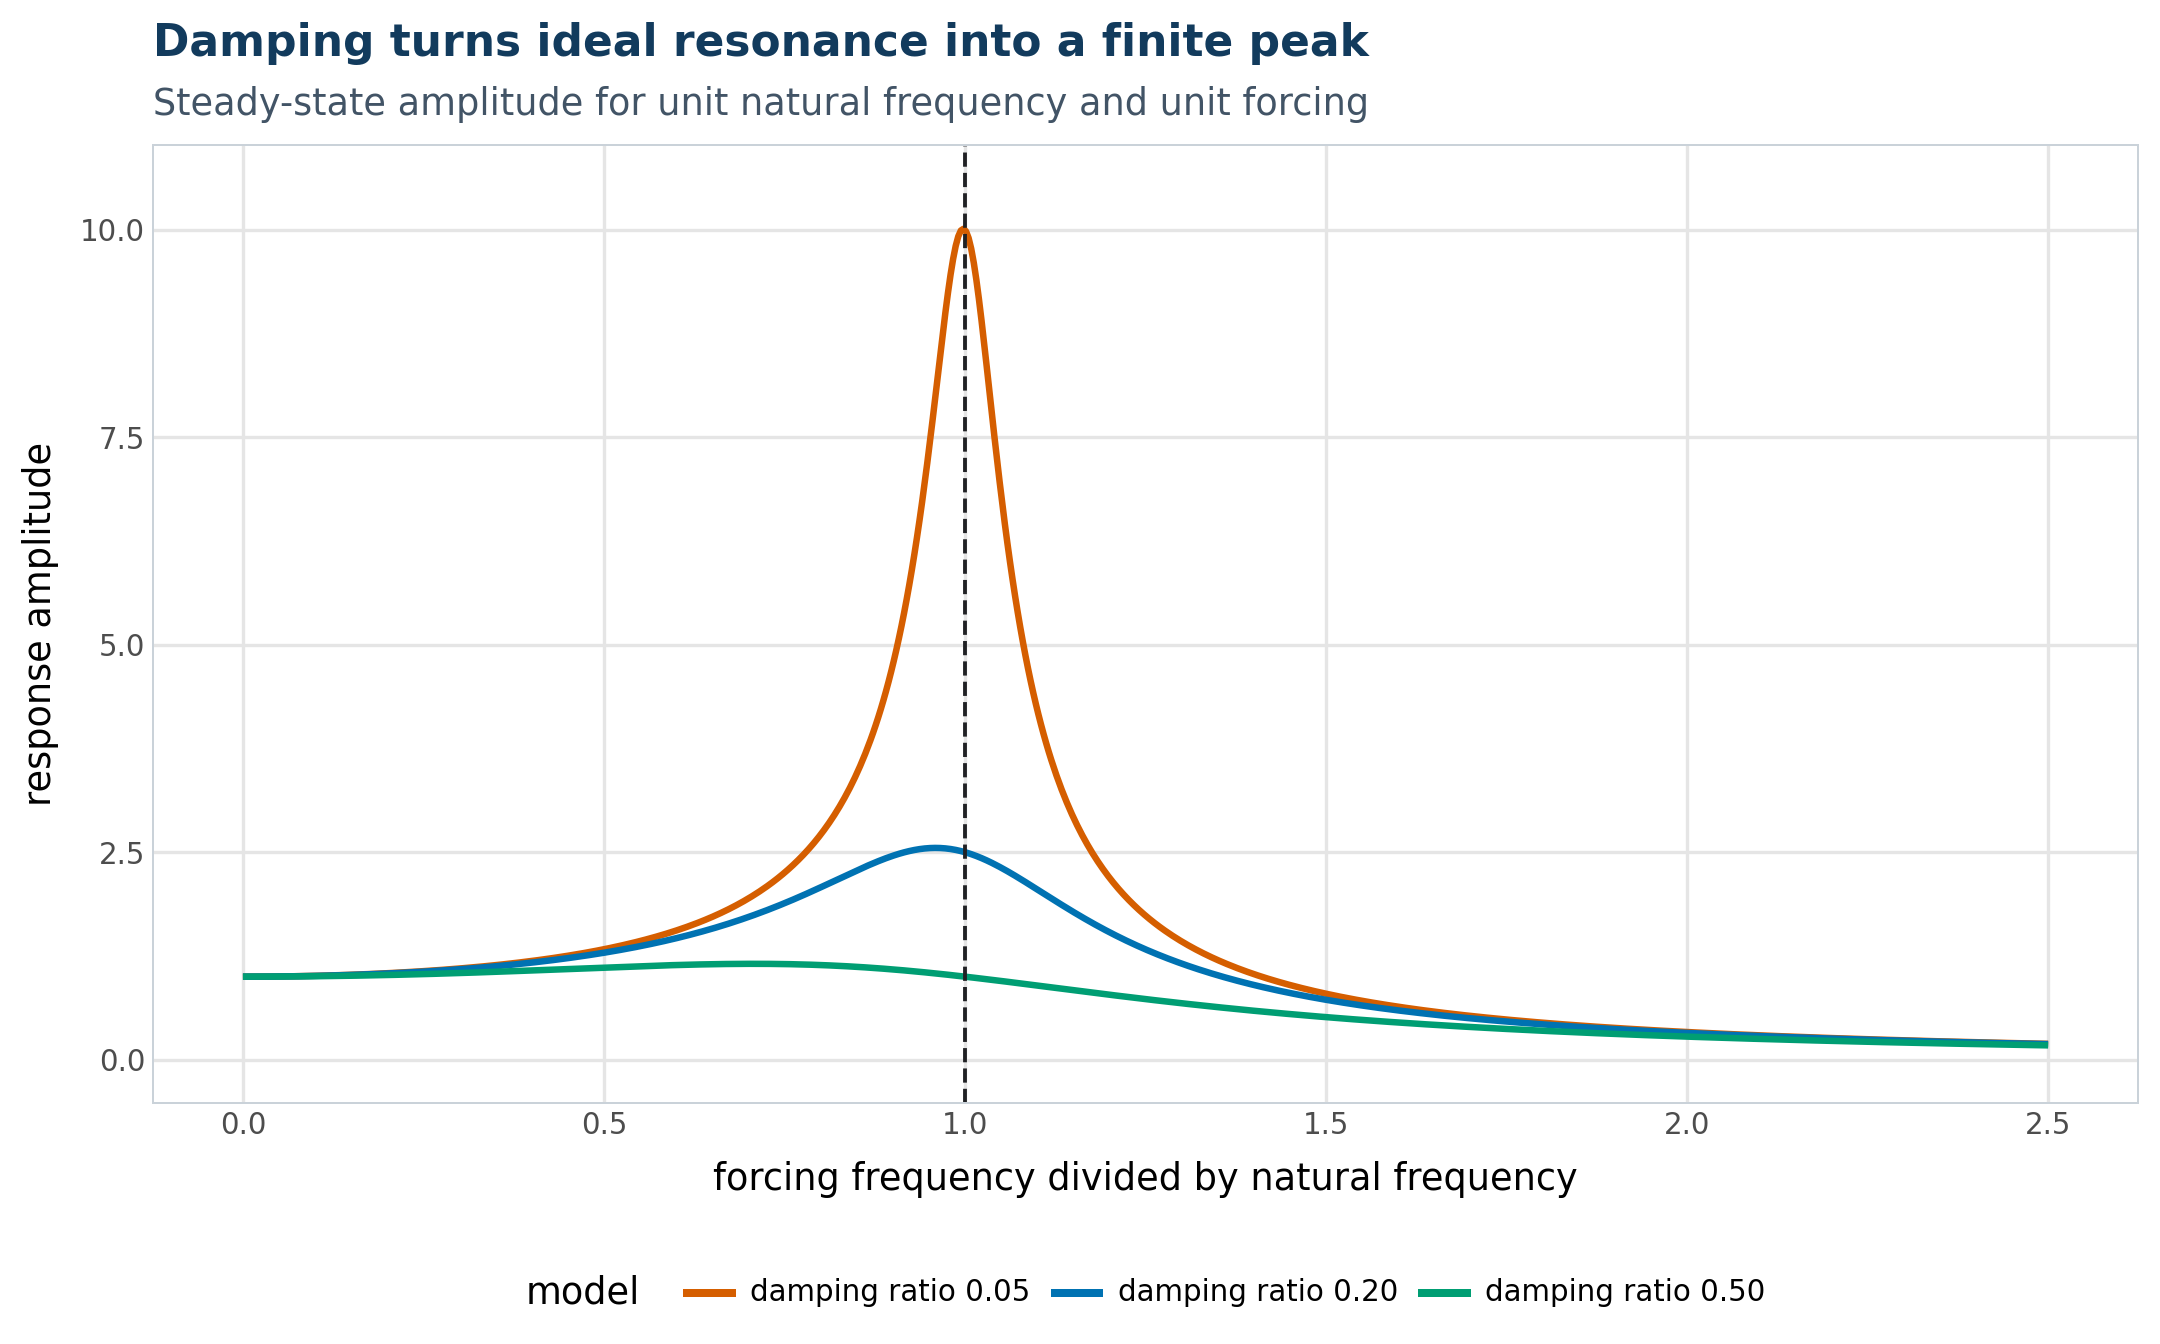 Damping turns ideal resonance into a finite peak
Steady-state amplitude for unit natural frequency and unit forcing
response amplitude
10.0
7.5
5.0
2.5
0.0
0.0 0.5 1.0 1.5 2.0 2.5
forcing frequency divided by natural frequency
model damping ratio 0.05 damping ratio 0.20 damping ratio 0.50